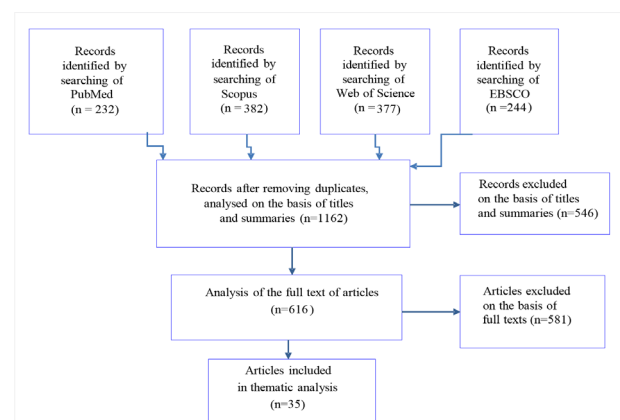 Records
identified by
searching of
PubMed
(n = 232)
Records
identified by
searching of
Scopus
(n = 382)
Records
identified by
searching of
Web of Science
(n = 377)
Records
identified by
searching of
EBSCO
(n =244)
Records after removing duplicates,
analysed on the basis of titles
and summaries (n=1162)
Records excluded
on the basis of titles
and summaries (n=546)
Analysis of the full text of articles
(n=616)
Articles excluded
on the basis of
full texts (n=581)
Articles included
in thematic analysis
(n=35)